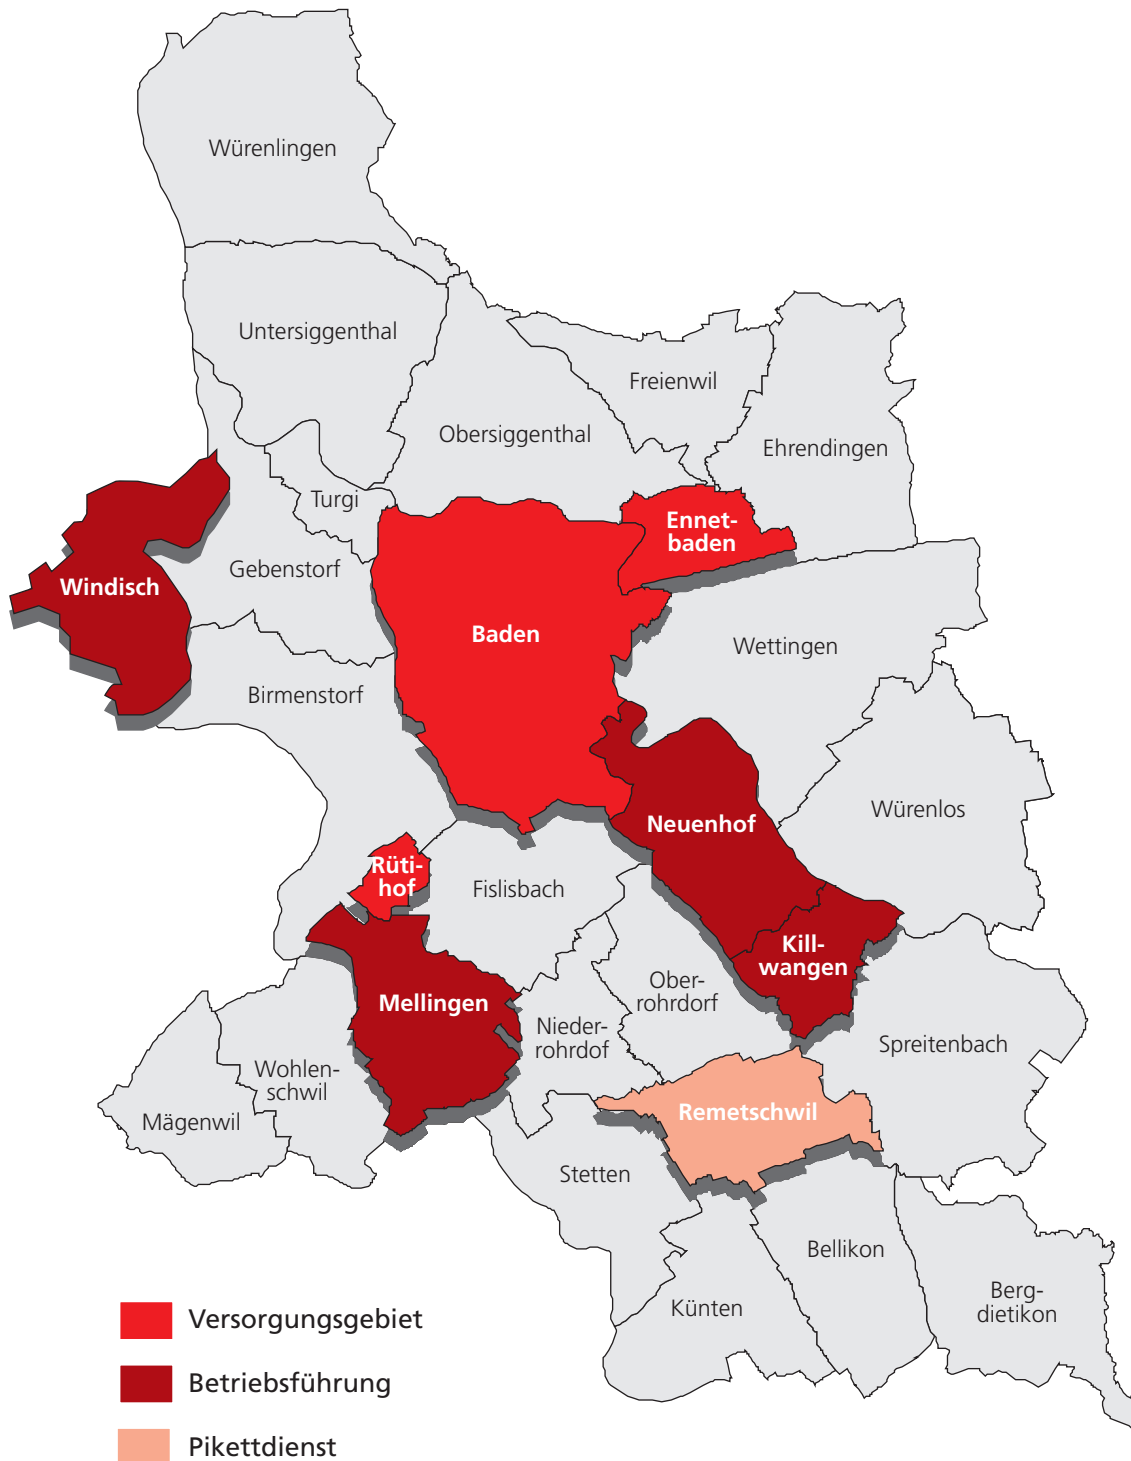 Würenlingen
Untersiggenthal
Freienwil
Obersiggenthal
Ehrendingen
Turgi
Ennet-
baden
Gebenstorf
Windisch
Baden
Wettingen
Birmenstorf
Würenlos
Neuenhof
Rüti-
hof
Fislisbach
Kill-
wangen
Ober-
rohrdorf
Mellingen
Nieder-
rohrdof
Spreitenbach
Wohlen-
schwil
Remetschwil
Mägenwil
Stetten
Bellikon
Künten
Berg-
dietikon
Versorgungsgebiet
Betriebsführung
Pikettdienst